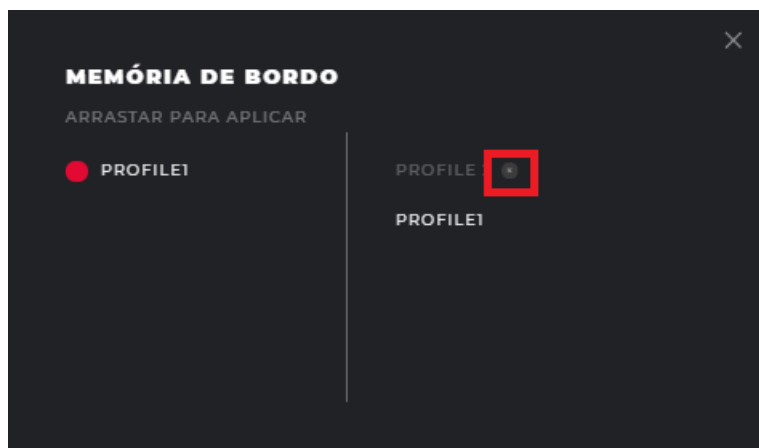 MEMÓRIA DE BORDO
ARRASTAR PARA APLICAR
PROFILE1
PROFILE
PROFILE1